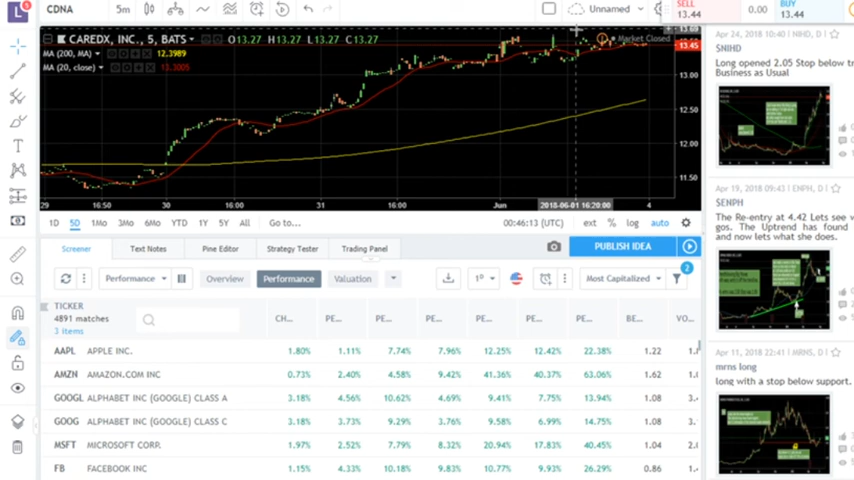 L
CDNA
5m
Unnamed
SELL
13.44
0.00
BUY
13.44
CAREDX, INC., 5, BATS
O13.27 H13.27 L13.27 C13.27
Market Closed
MA (200, MA)
12.3989
MA (20, close)
13.3005
13.69
13.45
13.00
12.50
12.00
11.50
29
16:50
30
16:00
31
16:00
Jun
2018-06-01 16:20:00
4
1D 5D 1M 3M 6M YTD 1Y 5Y All Go to...
00:46:13 (UTC)
ext % log auto
Screener
Text Notes
Pine Editor
Strategy Tester
Trading Panel
PUBLISH IDEA
Performance
Overview
Performance
Valuation
1D
Most Capitalized
2
TICKER
4891 matches
3 items
CH... PE... PE... PE... PE... PE... PE... BE... VO...
AAPL APPLE INC. 1.80% 1.11% 7.74% 7.96% 12.25% 12.42% 22.38% 1.22
AMZN AMAZON.COM INC 0.73% 2.40% 4.58% 9.42% 41.36% 40.37% 63.06% 1.62
GOOGL ALPHABET INC (GOOGLE) CLASS A 3.18% 4.56% 10.62% 4.69% 9.41% 7.75% 13.94% 1.08
GOOG ALPHABET INC (GOOGLE) CLASS C 3.18% 3.73% 9.29% 3.76% 9.58% 6.99% 14.75% 1.08
MSFT MICROSOFT CORP. 1.97% 2.52% 7.79% 8.32% 20.94% 17.83% 40.45% 1.04
FB FACEBOOK INC 1.15% 4.33% 10.18% 9.83% 10.77% 9.93% 26.29% 0.86
Apr 24, 2018 10:40) NIHD, D
$NIHD
Long opened 2.05 Stop below
Business as Usual
Apr 19, 2018 09:43) ENPH, D
$ENPH
The Re-entry at 4.42 Lets see
gos. The Uptrend has found
and now lets what she does.
Apr 11, 2018 22:41) MRNS, D
mrns long
long with a stop below support.